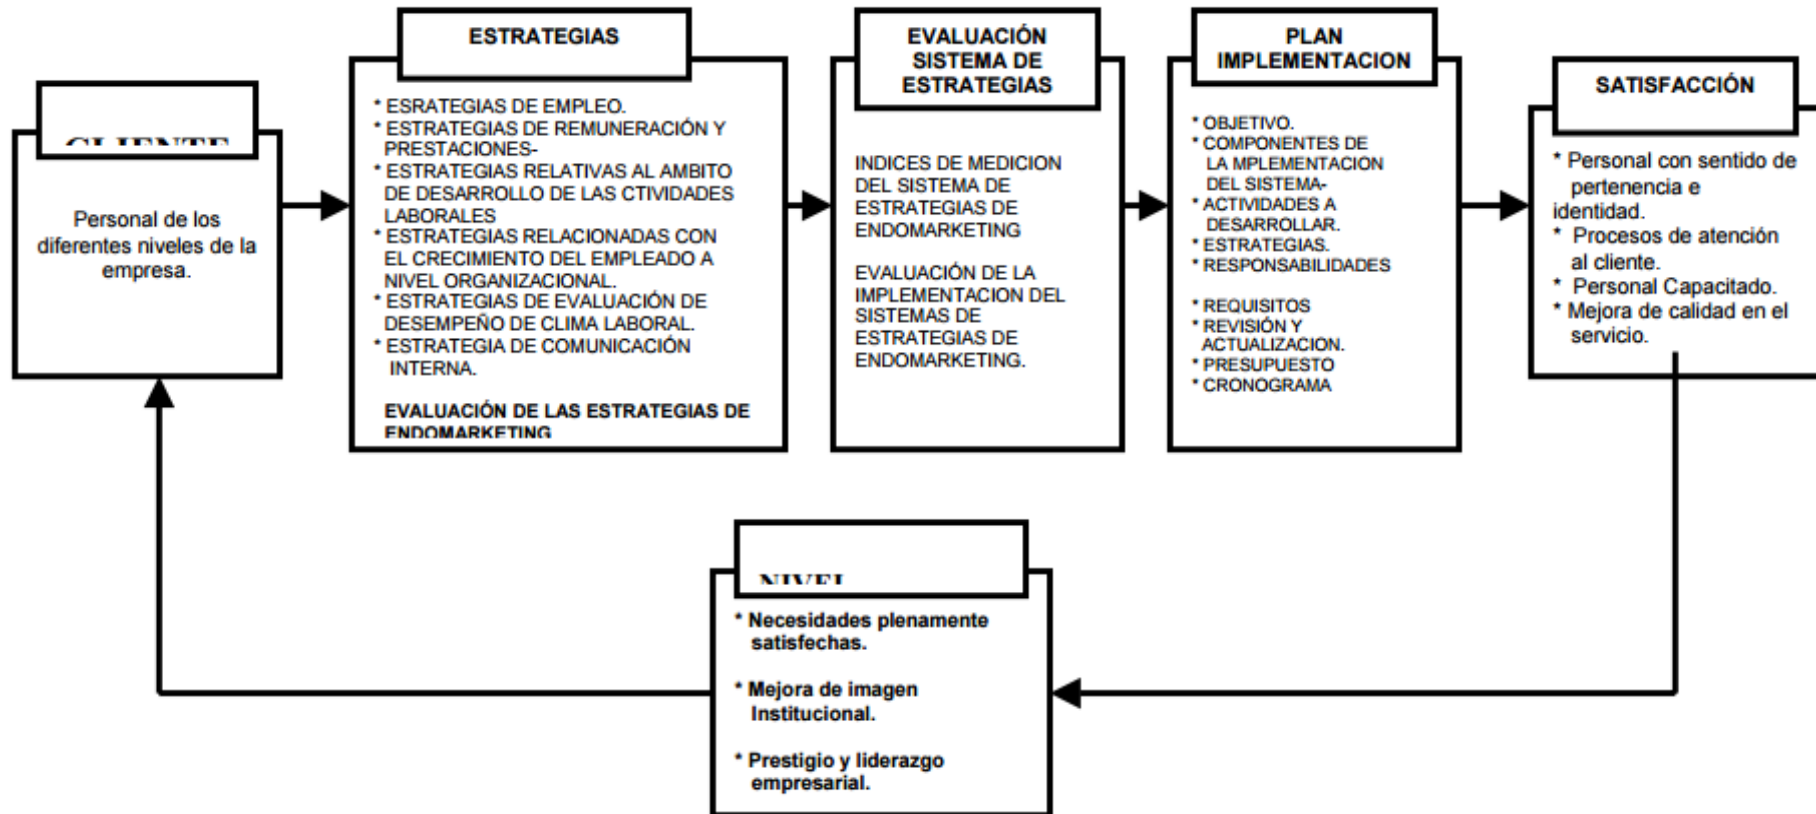 CLIENTE
Personal de los
diferentes niveles de la
empresa.
ESTRATEGIAS
* ESRATEGIAS DE EMPLEO.
* ESTRATEGIAS DE REMUNERACIÓN Y
PRESTACIONES-
* ESTRATEGIAS RELATIVAS AL AMBITO
DE DESARROLLO DE LAS CTIVIDADES
LABORALES
* ESTRATEGIAS RELACIONADAS CON
EL CRECIMIENTO DEL EMPLEADO A
NIVEL ORGANIZACIONAL.
* ESTRATEGIAS DE EVALUACIÓN DE
DESEMPEÑO DE CLIMA LABORAL.
* ESTRATEGIA DE COMUNICACIÓN
INTERNA.
EVALUACIÓN DE LAS ESTRATEGIAS DE
ENDOMARKETING
EVALUACIÓN
SISTEMA DE
ESTRATEGIAS
INDICES DE MEDICION
DEL SISTEMA DE
ESTRATEGIAS DE
ENDOMARKETING
EVALUACIÓN DE LA
IMPLEMENTACION DEL
SISTEMAS DE
ESTRATEGIAS DE
ENDOMARKETING.
PLAN
IMPLEMENTACION
* OBJETIVO.
* COMPONENTES DE
LA MPLEMENTACION
DEL SISTEMA-
* ACTIVIDADES A
DESARROLLAR.
* ESTRATEGIAS.
* RESPONSABILIDADES
* REQUISITOS
* REVISIÓN Y
ACTUALIZACION.
* PRESUPUESTO
* CRONOGRAMA
SATISFACCIÓN
* Personal con sentido de
pertenencia e
identidad.
* Procesos de atención
al cliente.
* Personal Capacitado.
* Mejora de calidad en el
servicio.
NIVEL
* Necesidades plenamente
satisfechas.
* Mejora de imagen
Institucional.
* Prestigio y liderazgo
empresarial.